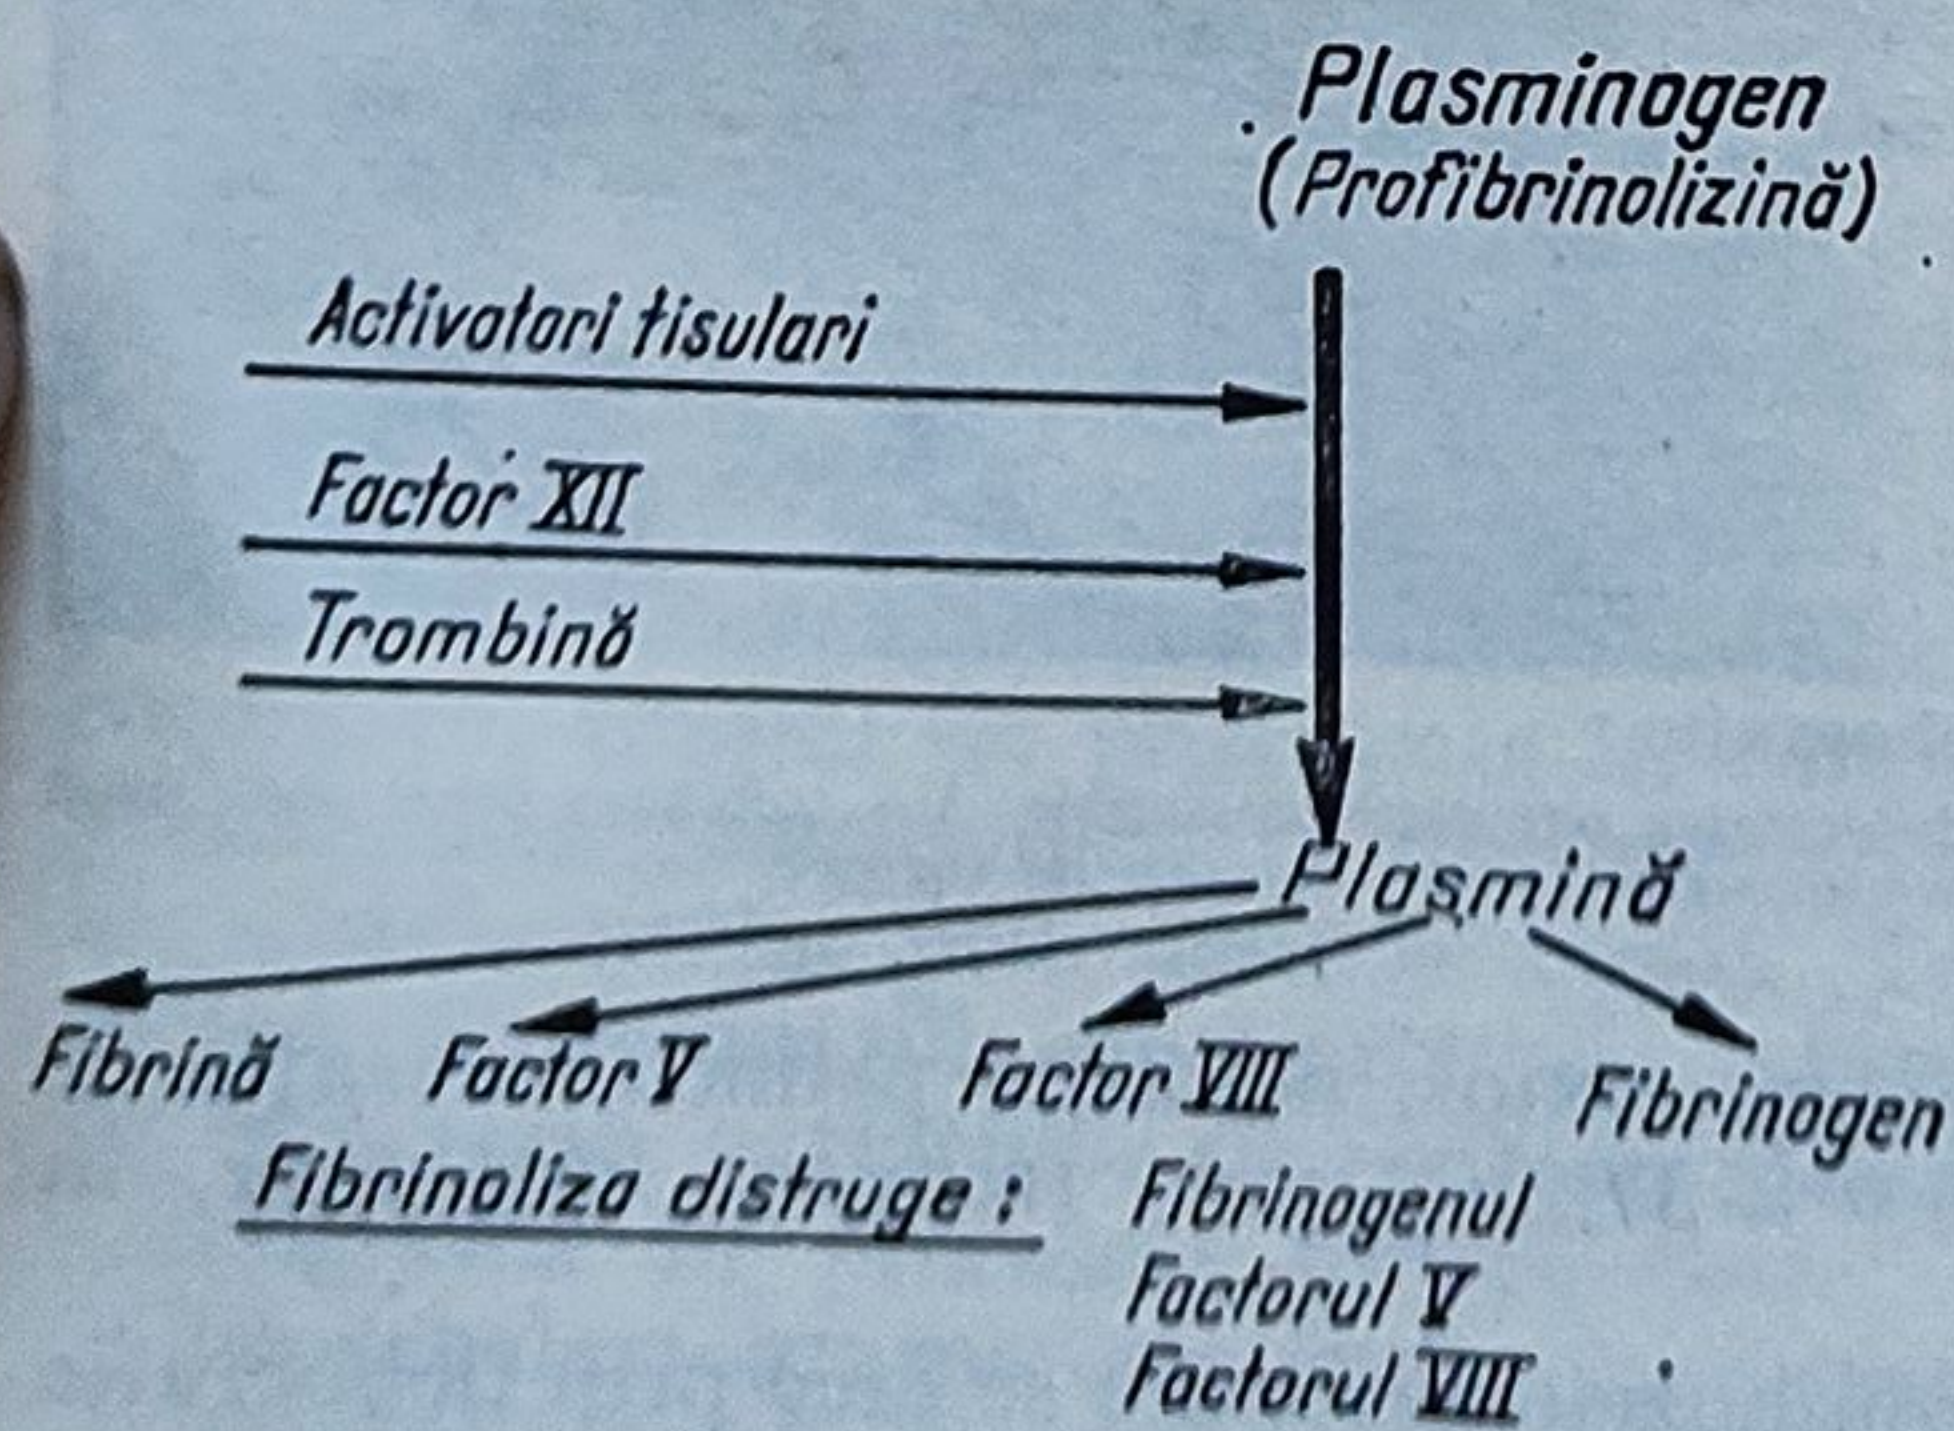 Plasminogen
(Profibrinolizină)
Activatori tisulari
Factor XII
Trombină
Plasmină
Fibrină
Factor V
Factor VIII
Fibrinogen
Fibrinoliza distruge : Fibrinogenul
Factorul V
Factorul VIII